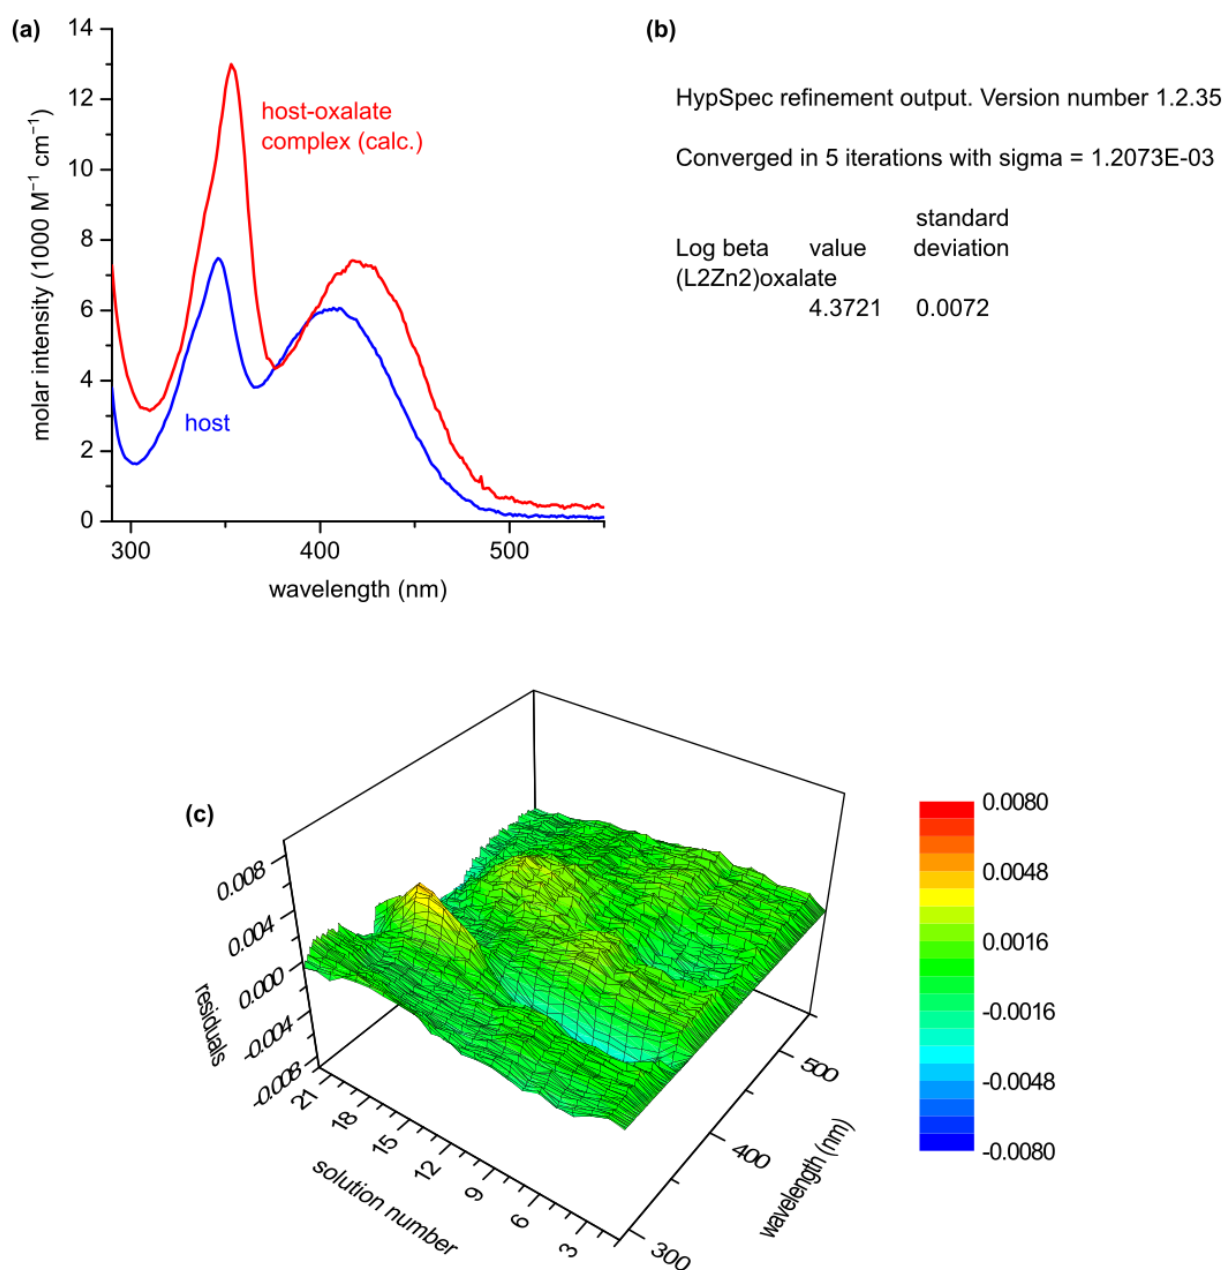 (a)
14
12
10
8
6
4
2
0
molar intensity (1000 M⁻¹ cm⁻¹)
host-oxalate
complex (calc.)
host
300 400 500
wavelength (nm)
(b)
HypSpec refinement output. Version number 1.2.35
Converged in 5 iterations with sigma = 1.2073E-03
standard
Log beta value deviation
(L2Zn2)oxalate
4.3721 0.0072
(c)
0.008
0.004
0.000
-0.004
-0.008
residuals
21 18 15 12 9 6 3
solution number
300 400 500
wavelength (nm)
0.0080
0.0048
0.0016
-0.0016
-0.0048
-0.0080